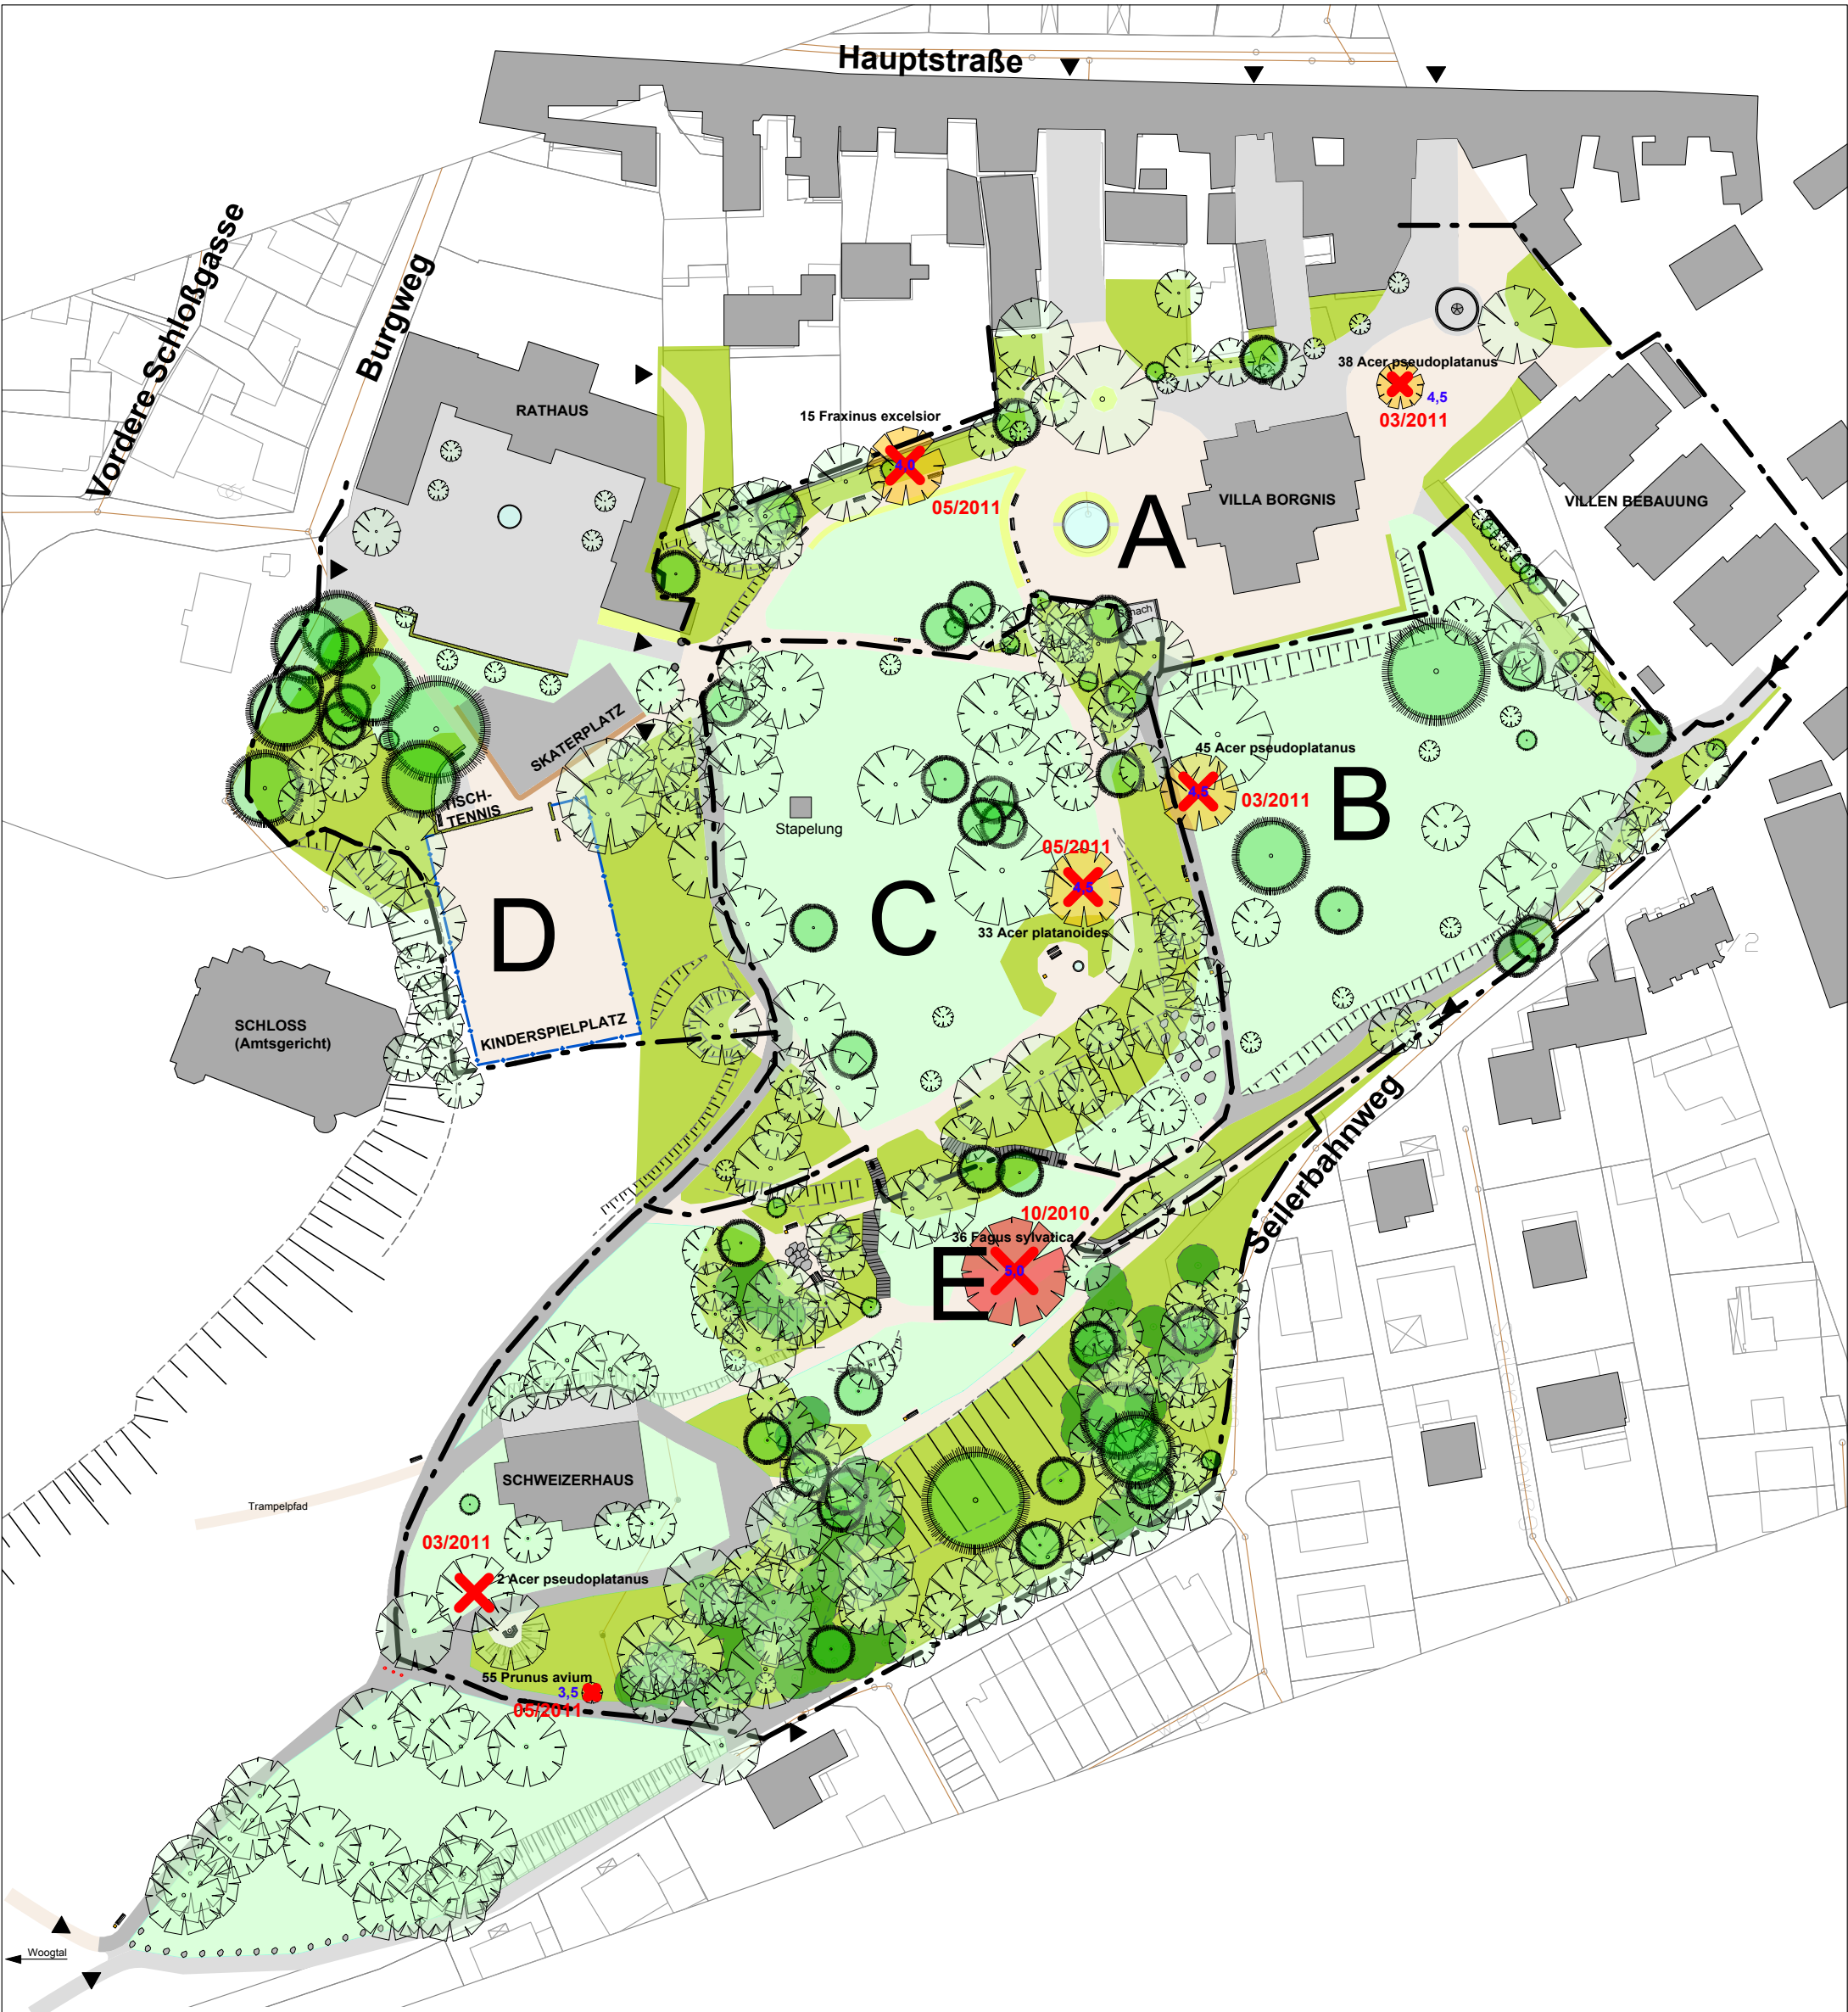 Hauptstraße
Vordere Schloßgasse
Burgweg
RATHAUS
38 Acer pseudoplatanus
4,5
03/2011
15 Fraxinus excelsior
4,0
05/2011
A
VILLA BORGNIS
VILLEN BEBAUUNG
SKATERPLATZ
TISCH-
TENNIS
45 Acer pseudoplatanus
4,5
03/2011
B
Stapelung
05/2011
4,5
33 Acer platanoides
C
D
SCHLOSS
(Amtsgericht)
KINDERSPIELPLATZ
Seilerbahnweg
10/2010
36 Fagus sylvatica
5,0
E
SCHWEIZERHAUS
Trampelpfad
03/2011
2 Acer pseudoplatanus
55 Prunus avium
3,5
05/2011
Woogtal